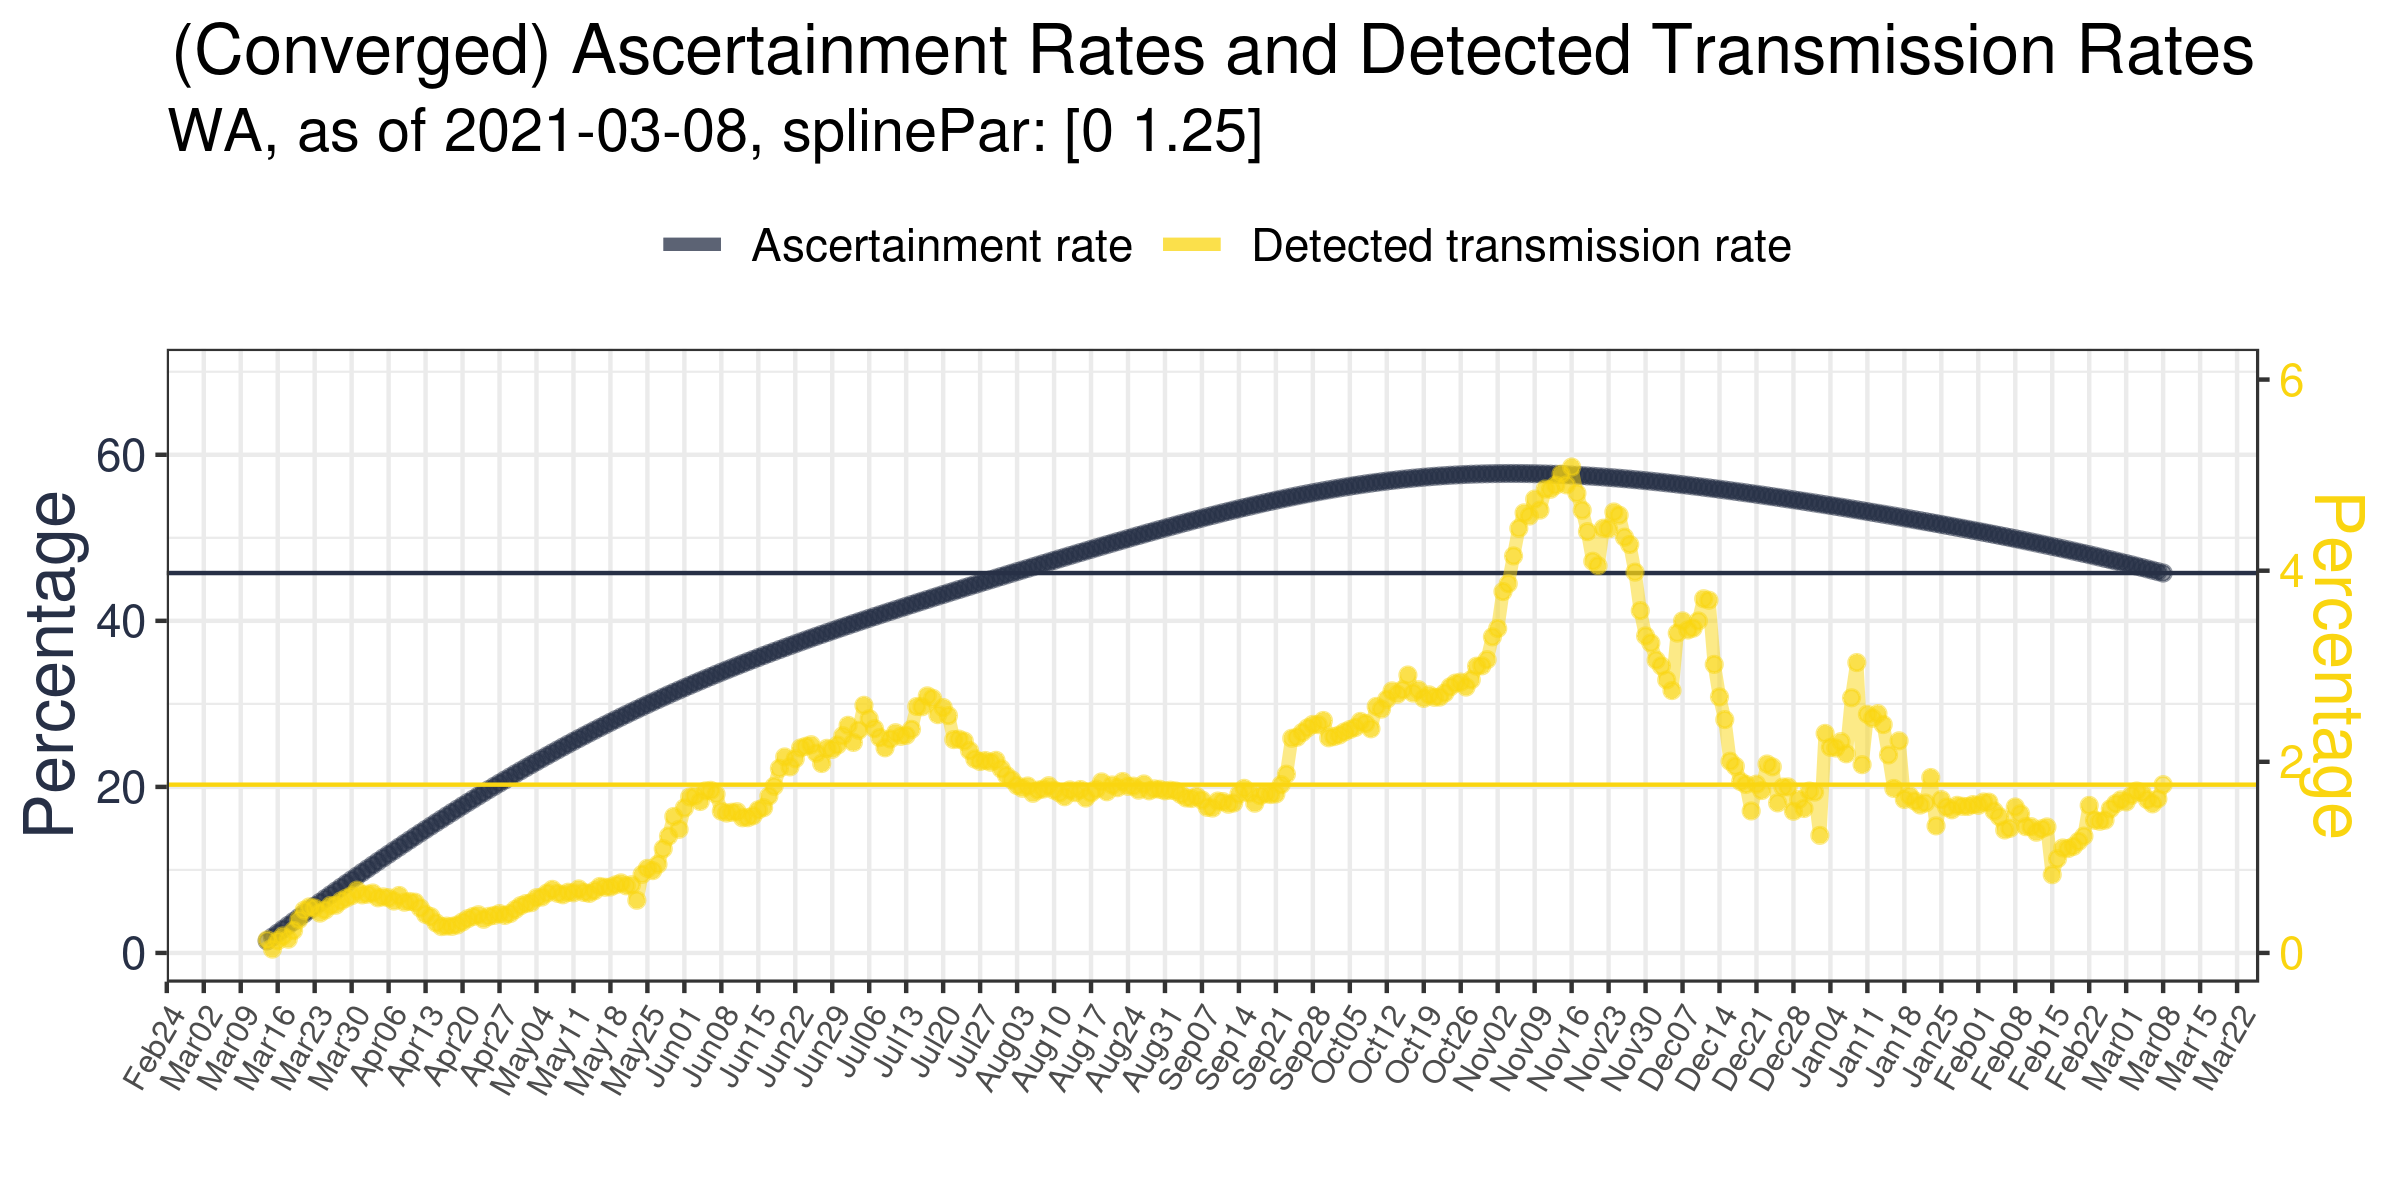 (Converged) Ascertainment Rates and Detected Transmission Rates
WA, as of 2021-03-08, splinePar: [0 1.25]
Ascertainment rate
Detected transmission rate
Percentage
60
40
20
0
6
4
2
0
Percentage
Feb24
Mar02
Mar09
Mar16
Mar23
Mar30
Apr06
Apr13
Apr20
Apr27
May04
May11
May18
May25
Jun01
Jun08
Jun15
Jun22
Jun29
Jul06
Jul13
Jul20
Jul27
Aug03
Aug10
Aug17
Aug24
Aug31
Sep07
Sep14
Sep21
Sep28
Oct05
Oct12
Oct19
Oct26
Nov02
Nov09
Nov16
Nov23
Nov30
Dec07
Dec14
Dec21
Dec28
Jan04
Jan11
Jan18
Jan25
Feb01
Feb08
Feb15
Feb22
Mar01
Mar08
Mar15
Mar22